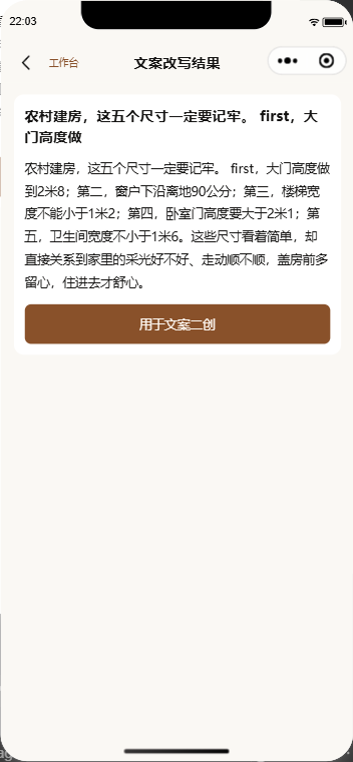 22:03
工作台
文案改写结果
农村建房，这五个尺寸一定要记牢。 first，大
门高度做
农村建房，这五个尺寸一定要记牢。 first，大门高度做
到2米8；第二，窗户下沿离地90公分；第三，楼梯宽
度不能小于1米2；第四，卧室门高度要大于2米1；第
五，卫生间宽度不小于1米6。这些尺寸看着简单，却
直接关系到家里的采光好不好、走动顺不顺，盖房前多
留心，住进去才舒心。
用于文案二创